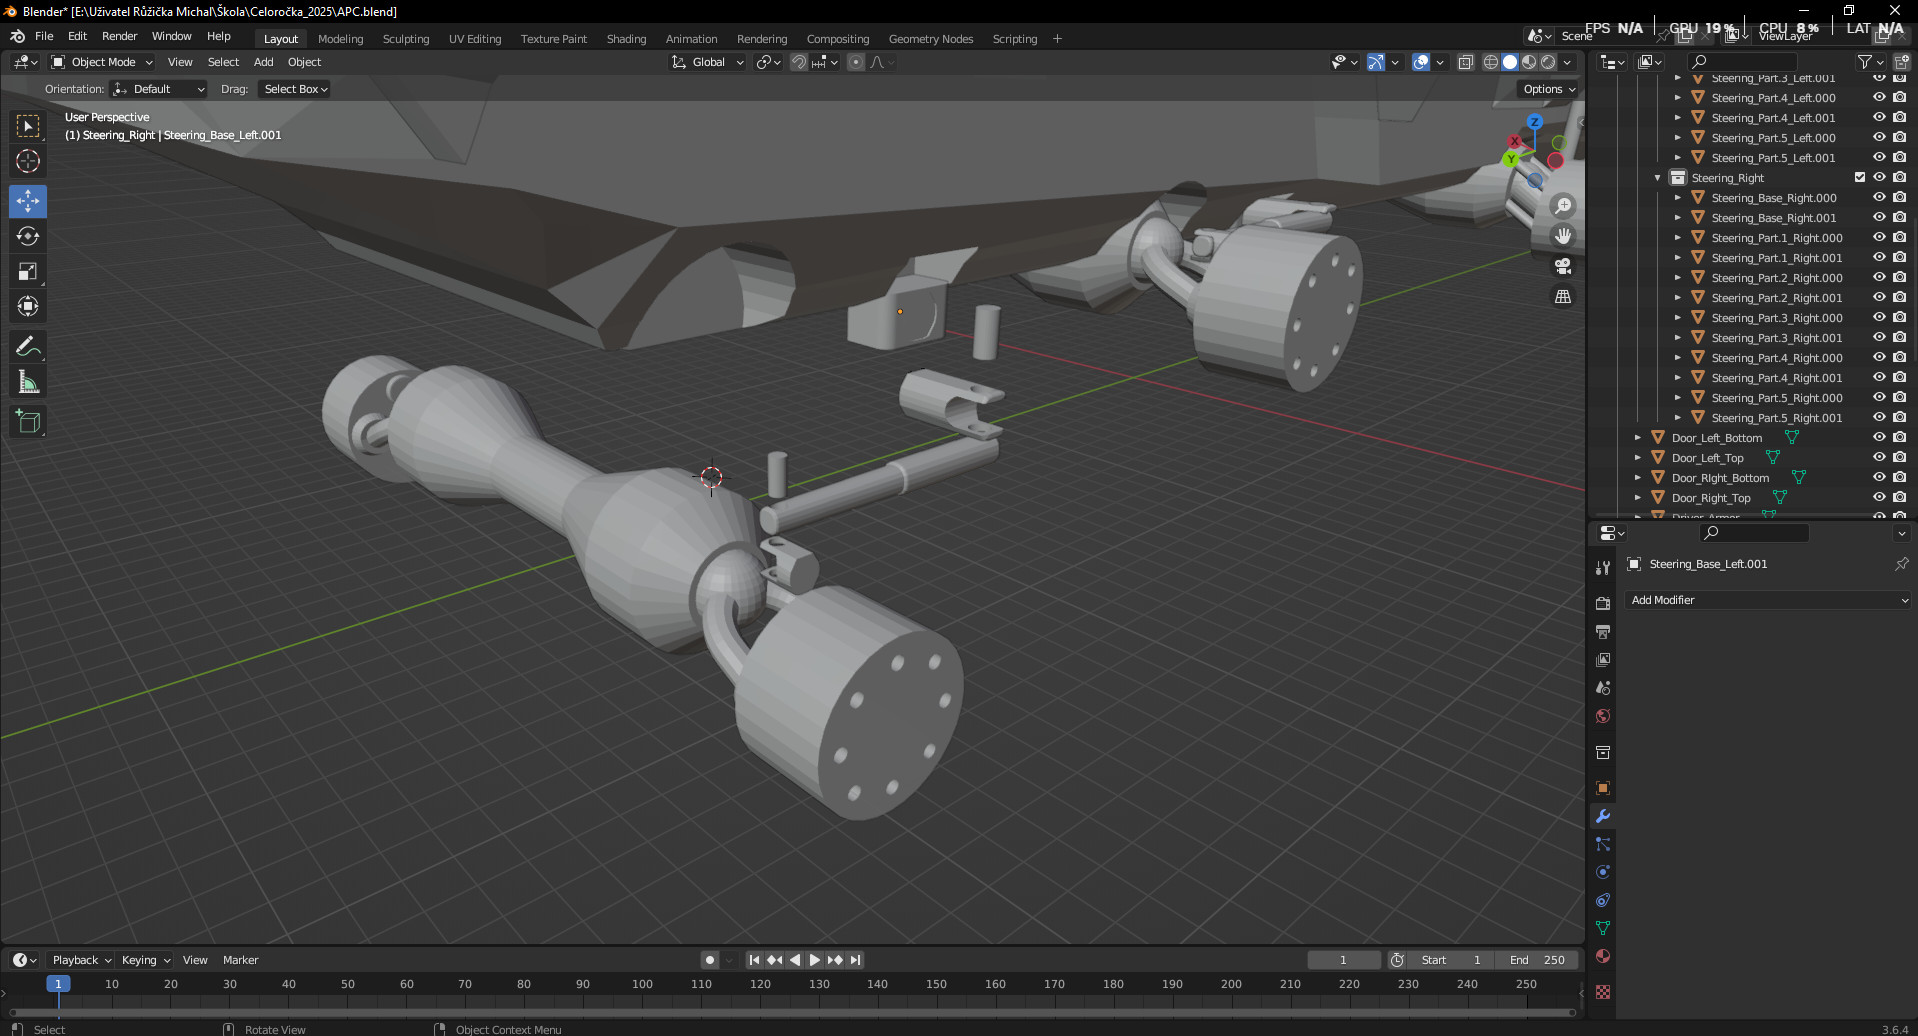 Blender* [E:\Uživatel Růžička Michal\Škola\Celoročka_2025\APC.blend]
File Edit Render Window Help Layout Modeling Sculpting UV Editing Texture Paint Shading Animation Rendering Compositing Geometry Nodes Scripting +
Scene ViewLayer
FPS N/A GPU 19 % CPU 8 % LAT N/A
Object Mode View Select Add Object Global
Orientation: Default Drag: Select Box Options
User Perspective
(1) Steering_Right | Steering_Base_Left.001
Z
X
Y
Steering_Part.3_Left.001
Steering_Part.4_Left.000
Steering_Part.4_Left.001
Steering_Part.5_Left.000
Steering_Part.5_Left.001
Steering_Right
Steering_Base_Right.000
Steering_Base_Right.001
Steering_Part.1_Right.000
Steering_Part.1_Right.001
Steering_Part.2_Right.000
Steering_Part.2_Right.001
Steering_Part.3_Right.000
Steering_Part.3_Right.001
Steering_Part.4_Right.000
Steering_Part.4_Right.001
Steering_Part.5_Right.000
Steering_Part.5_Right.001
Door_Left_Bottom
Door_Left_Top
Door_RIght_Bottom
Door_Right_Top
Driver_Armor
Steering_Base_Left.001
Add Modifier
Playback Keying View Marker 1 Start 1 End 250
1 10 20 30 40 50 60 70 80 90 100 110 120 130 140 150 160 170 180 190 200 210 220 230 240 250
Select Rotate View Object Context Menu 3.6.4